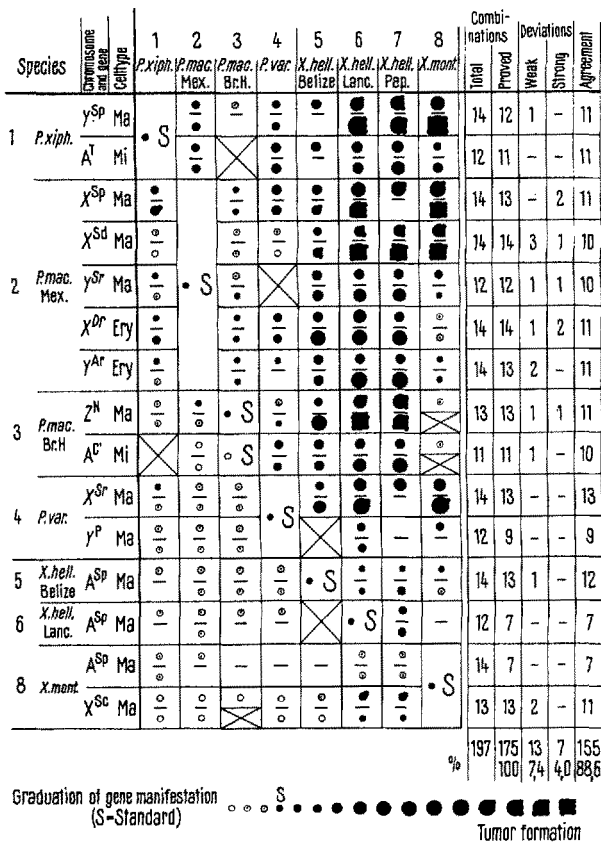 Species Chromosome and gene Celltype 1 P.xiph. 2 P.mac. Mex. 3 P.mac. Br.H. 4 P.var. 5 X.hell. Belize 6 X.hell. Lanc. 7 X.hell. Pap. 8 X.mont. Combinations Total Proved Deviations Weak Strong Agreement
1 P.xiph. Y^Sp Ma S 14 12 1 – 11
A^T Mi 12 11 – – 11
2 P.mac. Mex. X^Sp Ma 14 13 – 2 11
X^Sd Ma 14 14 3 1 10
Y^Sr Ma S 12 12 1 1 10
X^Dr Ery 14 14 1 2 11
Y^Ar Ery 14 13 2 – 11
3 P.mac. Br.H Z^N Ma S 13 13 1 1 11
A^C' Mi S 11 11 1 – 10
4 P.var. X^Sr Ma S 14 13 – – 13
Y^P Ma 12 9 – – 9
5 X.hell. Belize A^Sp Ma S 14 13 1 – 12
6 X.hell, Lanc. A^Sp Ma S 12 7 – – 7
8 X.mont. A^Sp Ma S 14 7 – – 7
X^Sc Ma 13 13 2 – 11
197 175 13 7 155
% 100 7,4 4,0 88,6
Graduation of gene manifestation S
(S=Standard)
Tumor formation